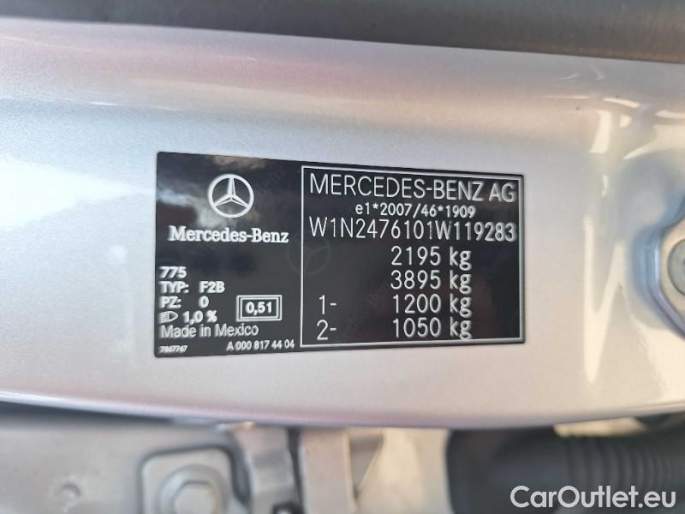 Mercedes-Benz
775
TYP: F2B
PZ: 0
1,0 %
0,51
Made in Mexico
7867767
A 000 817 44 04
MERCEDES-BENZ AG
e1*2007/46*1909
W1N2476101W119283
2195 kg
3895 kg
1- 1200 kg
2- 1050 kg
CarOutlet.eu